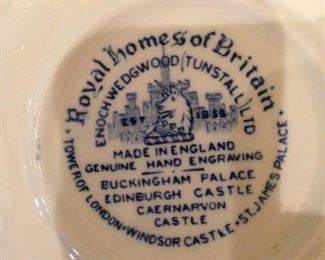 Royal Homes of Britain
ENOCH WEDGWOOD (TUNSTALL) LTD
EST 1835
MADE IN ENGLAND
GENUINE HAND ENGRAVING
BUCKINGHAM PALACE
EDINBURGH CASTLE
CAERNARVON
CASTLE
• TOWER OF LONDON • WINDSOR CASTLE • ST. JAMES PALACE •